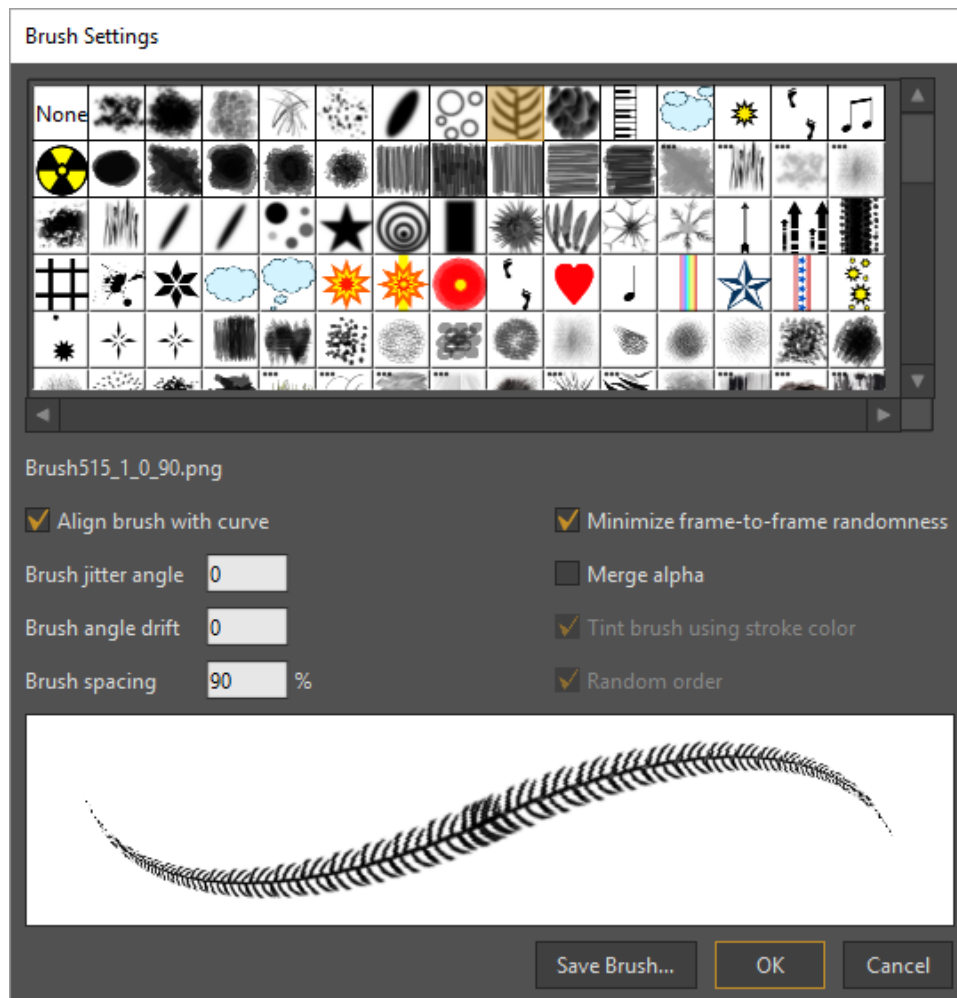 Brush Settings
None
Brush515_1_0_90.png
Align brush with curve
Minimize frame-to-frame randomness
Brush jitter angle 0
Merge alpha
Brush angle drift 0
Tint brush using stroke color
Brush spacing 90 %
Random order
Save Brush... OK Cancel